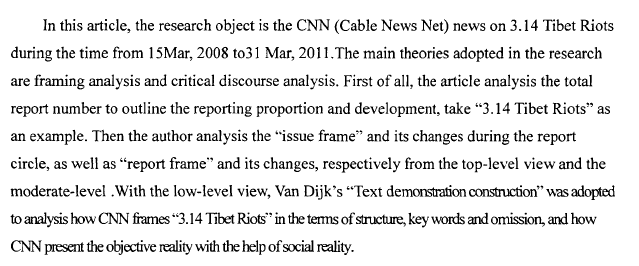 In this article, the research object is the CNN (Cable News Net) news on 3.14 Tibet Riots
during the time from 15Mar, 2008 to31 Mar, 2011.The main theories adopted in the research
are framing analysis and critical discourse analysis. First of all, the article analysis the total
report number to outline the reporting proportion and development, take “3.14 Tibet Riots” as
an example. Then the author analysis the “issue frame” and its changes during the report
circle, as well as “report frame” and its changes, respectively from the top-level view and the
moderate-level .With the low-level view, Van Dijk’s “Text demonstration construction” was adopted
to analysis how CNN frames “3.14 Tibet Riots” in the terms of structure, key words and omission, and how
CNN present the objective reality with the help of social reality.